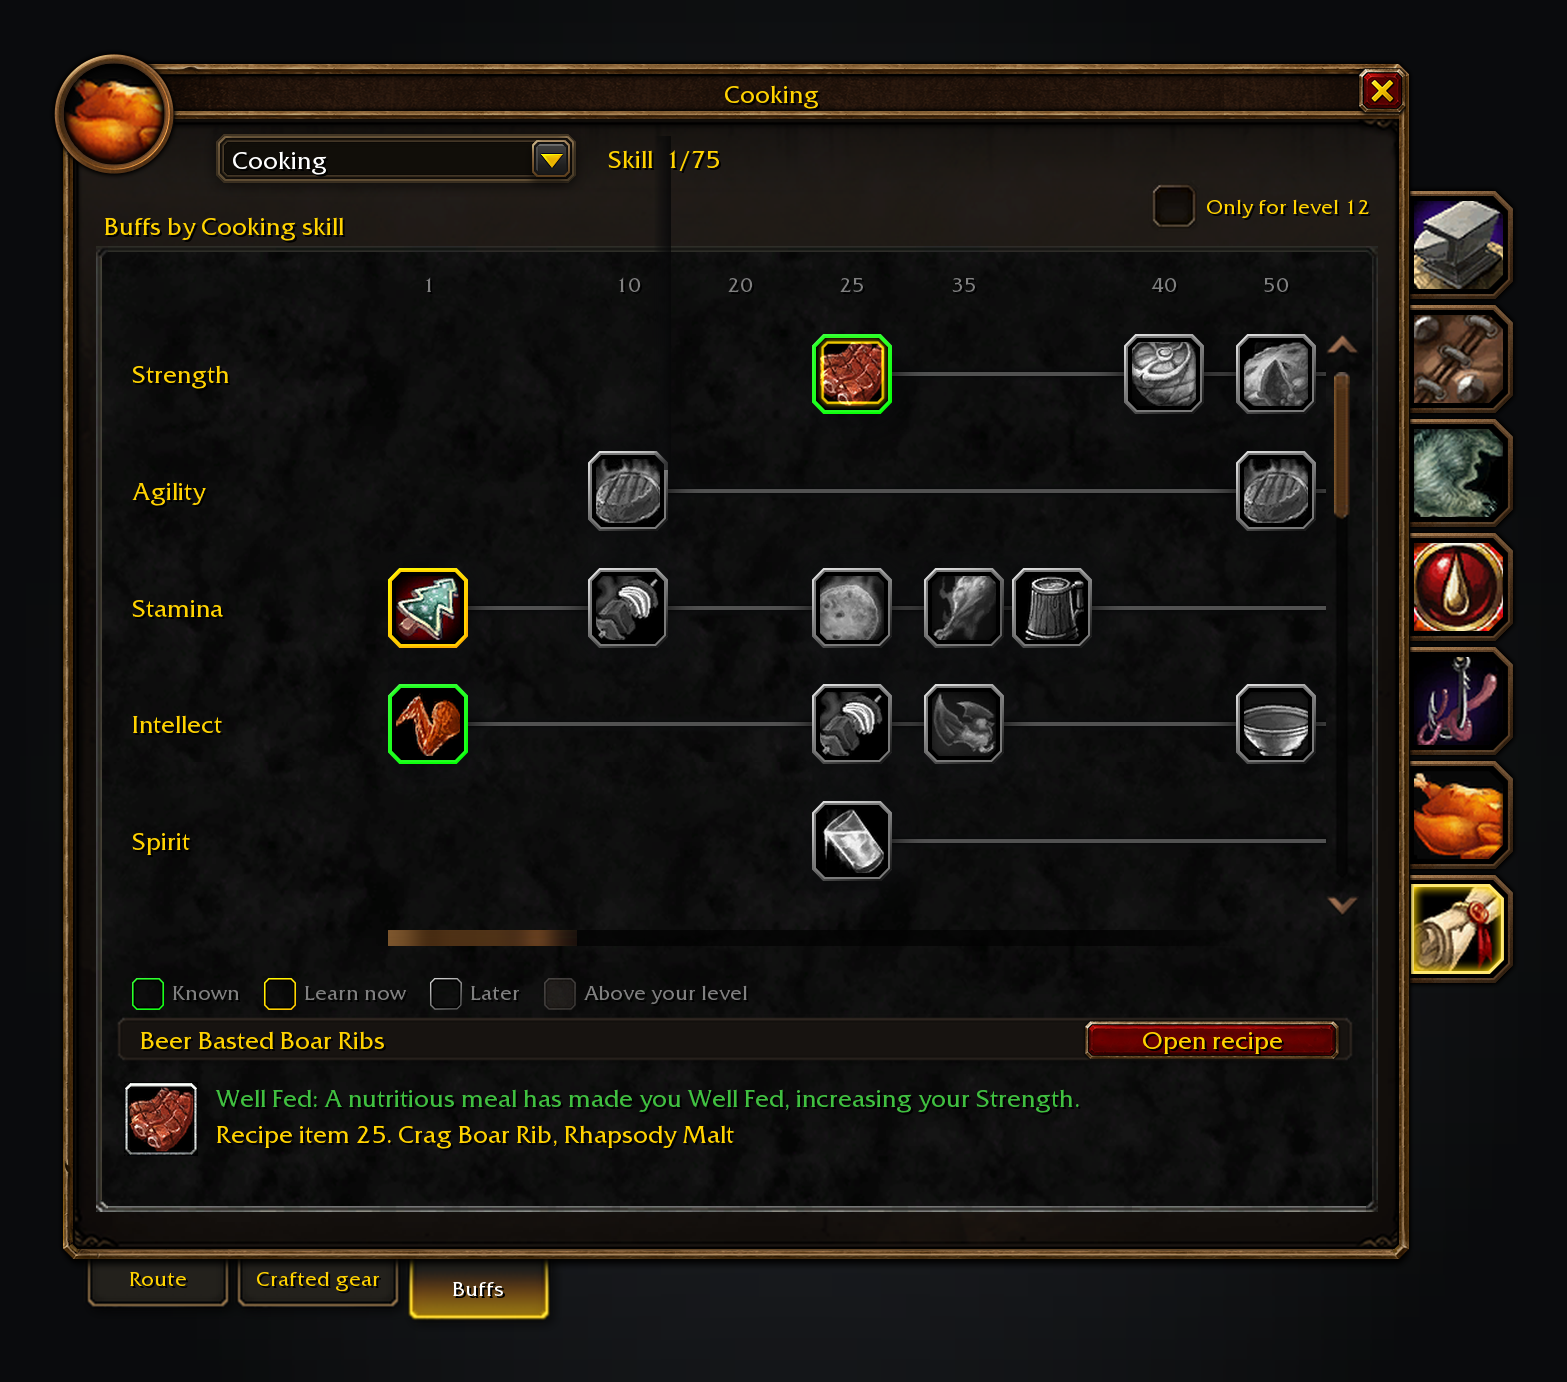 Cooking
Cooking
Skill 1/75
Only for level 12
Buffs by Cooking skill
1 10 20 25 35 40 50
Strength
Agility
Stamina
Intellect
Spirit
Known Learn now Later Above your level
Beer Basted Boar Ribs Open recipe
Well Fed: A nutritious meal has made you Well Fed, increasing your Strength.
Recipe item 25. Crag Boar Rib, Rhapsody Malt
Route Crafted gear Buffs